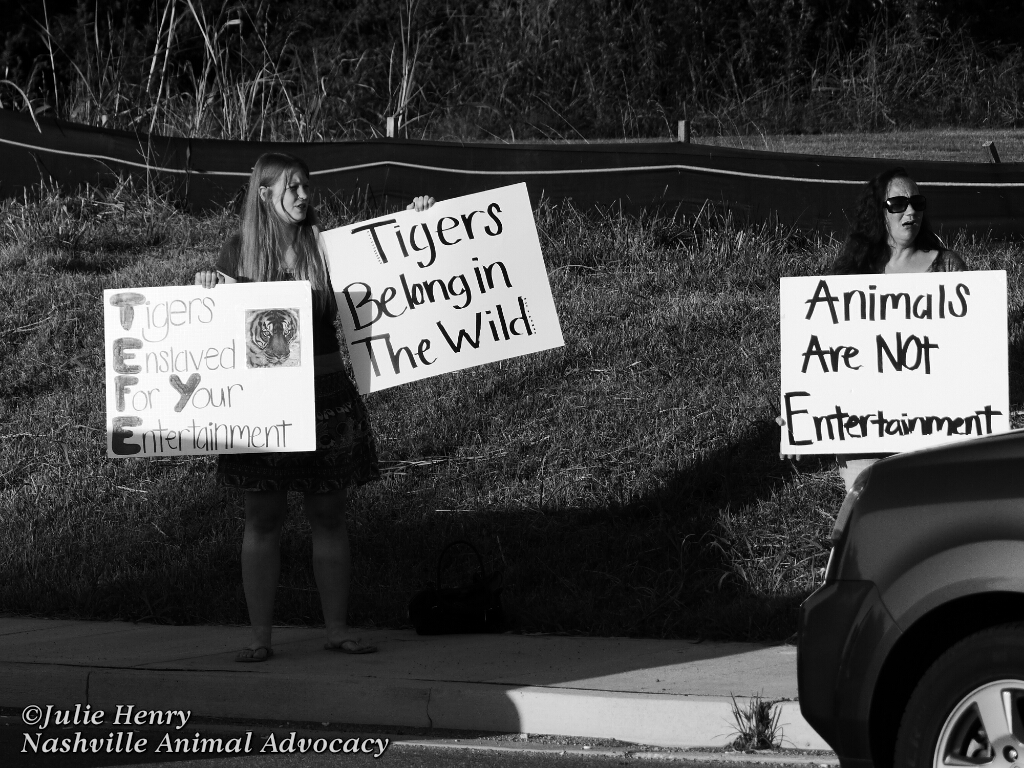 Tigers
Enslaved
For Your
Entertainment
Tigers
Belong in
The Wild
Animals
Are NOT
Entertainment
©Julie Henry
Nashville Animal Advocacy